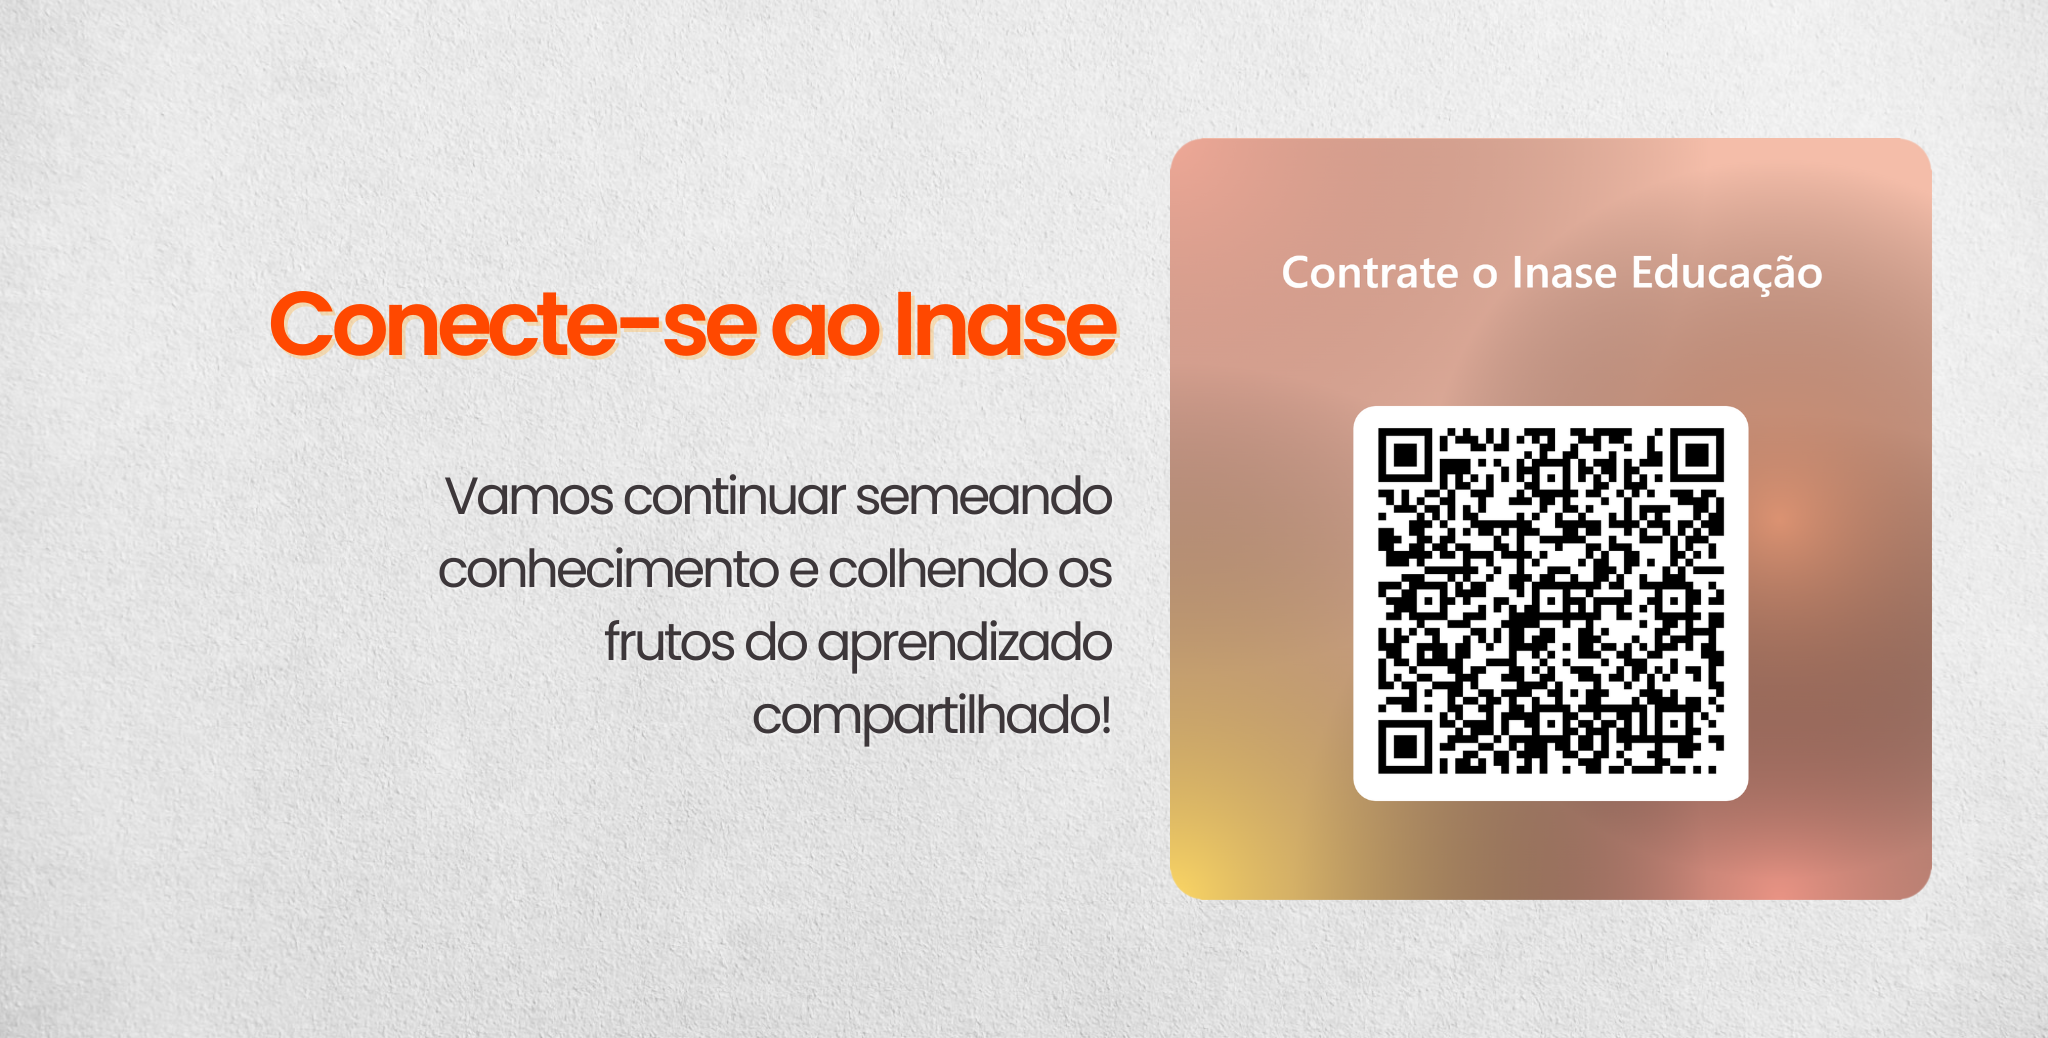 Conecte-se ao Inase
Vamos continuar semeando
conhecimento e colhendo os
frutos do aprendizado
compartilhado!
Contrate o Inase Educação